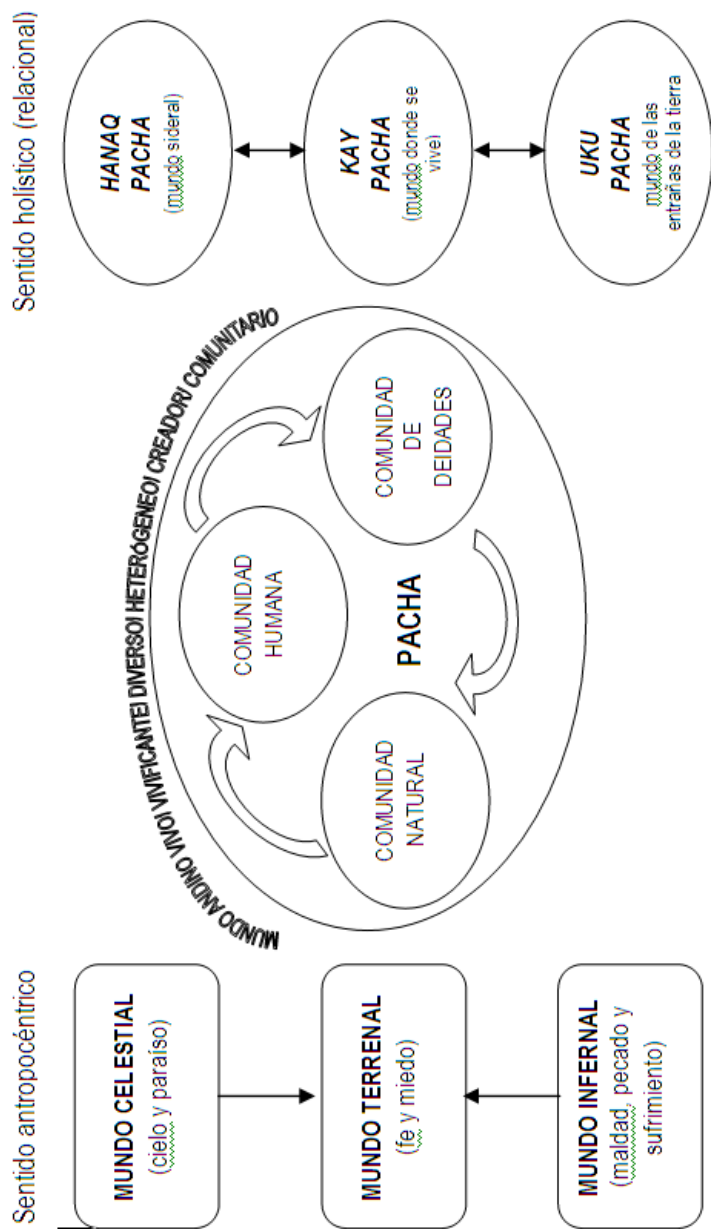 Sentido antropocéntrico
MUNDO CELESTIAL
(cielo y paraíso)
MUNDO TERRENAL
(fe y miedo)
MUNDO INFERNAL
(maldad, pecado y
sufrimiento)
MUNDO ANDINO VIVO/ VIVIFICANTE/ DIVERSO/ HETERÓGENEO/ CREADOR/ COMUNITARIO
COMUNIDAD
HUMANA
COMUNIDAD
NATURAL
PACHA
COMUNIDAD
DE
DEIDADES
Sentido holístico (relacional)
HANAQ
PACHA
(mundo sideral)
KAY
PACHA
(mundo donde se
vive)
UKU
PACHA
mundo de las
entrañas de la tierra